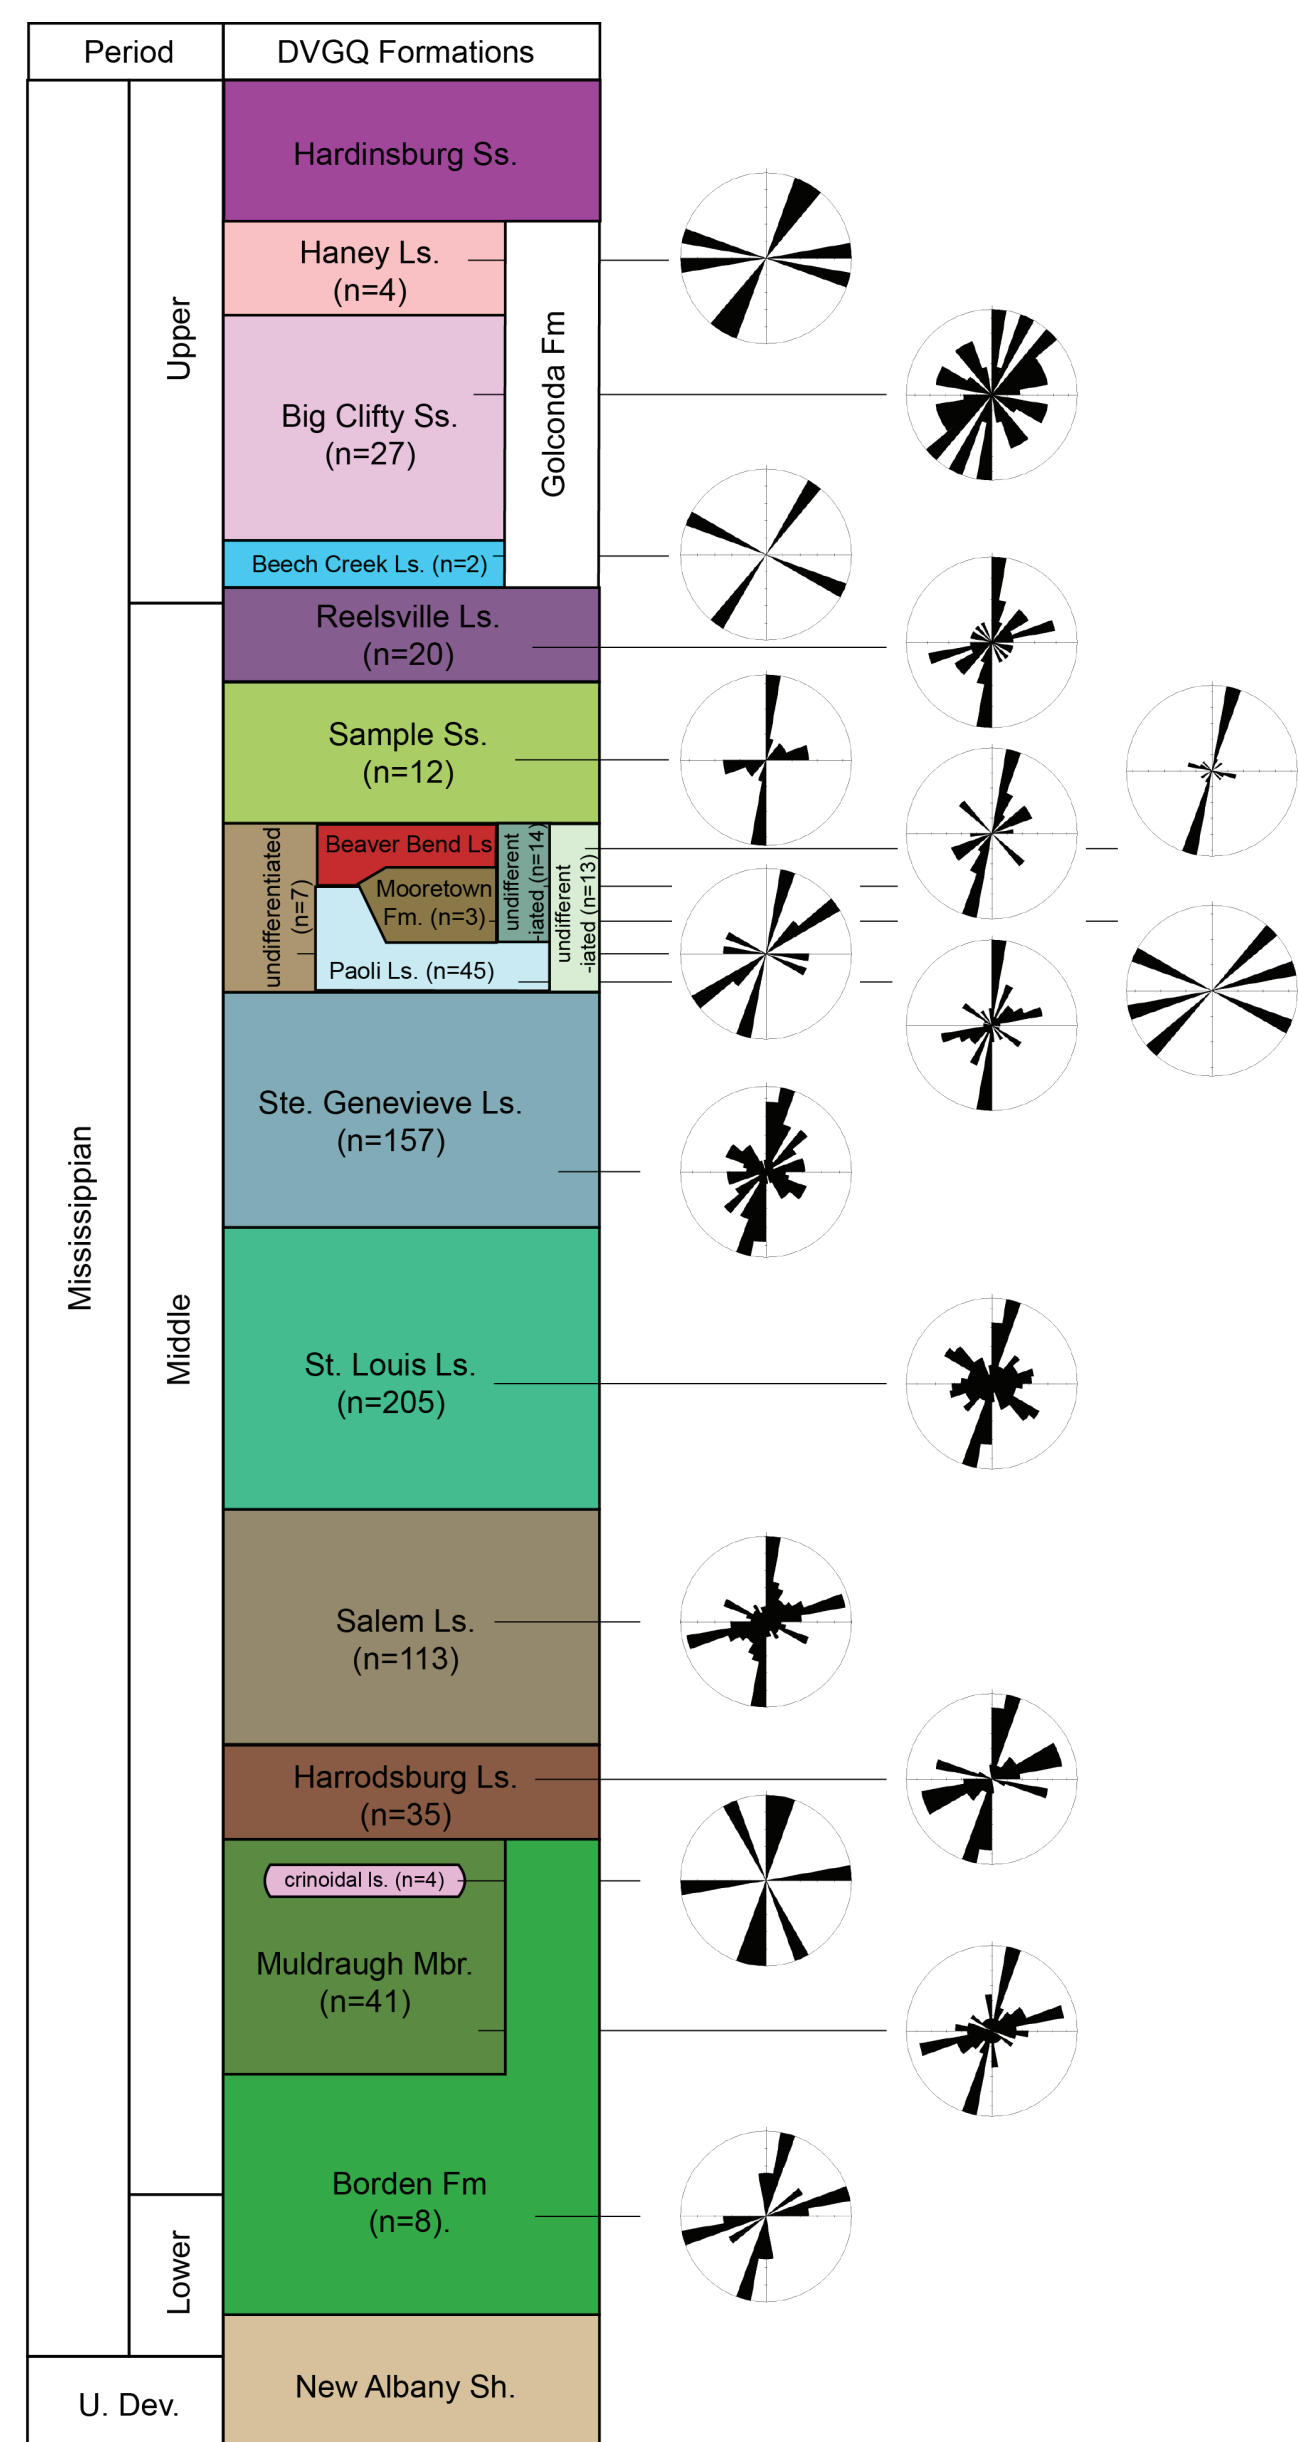 Period
DVGQ Formations
Mississippian
Upper
Hardinsburg Ss.
Haney Ls.
(n=4)
Big Clifty Ss.
(n=27)
Golconda Fm
Beech Creek Ls. (n=2)
Middle
Reelsville Ls.
(n=20)
Sample Ss.
(n=12)
undifferentiated
(n=7)
Beaver Bend Ls
Mooretown
Fm. (n=3)
undifferent
-iated (n=14)
undifferent
-iated (n=13)
Paoli Ls. (n=45)
Ste. Genevieve Ls.
(n=157)
St. Louis Ls.
(n=205)
Salem Ls.
(n=113)
Harrodsburg Ls.
(n=35)
crinoidal ls. (n=4)
Muldraugh Mbr.
(n=41)
Borden Fm
(n=8).
Lower
New Albany Sh.
U. Dev.